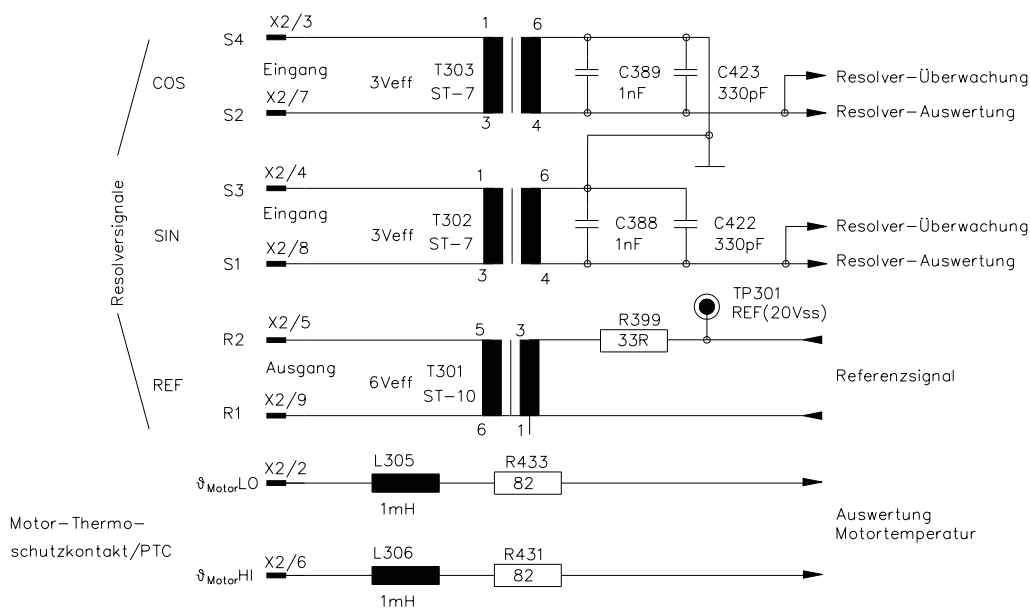 S4
X2/3
1
6
COS
Eingang
3Veff
T303
ST-7
C389
1nF
C423
330pF
Resolver-Überwachung
Resolver-Auswertung
S2
X2/7
3
4
Resolversignale
S3
X2/4
1
6
SIN
Eingang
3Veff
T302
ST-7
C388
1nF
C422
330pF
Resolver-Überwachung
Resolver-Auswertung
S1
X2/8
3
4
TP301
REF(20Vss)
R2
X2/5
5
3
R399
33R
REF
Ausgang
6Veff
T301
ST-10
Referenzsignal
R1
X2/9
6
1
ϑMotorLO
X2/2
L305
1mH
R433
82
Motor-Thermo-
schutzkontakt/PTC
Auswertung
Motortemperatur
ϑMotorHI
X2/6
L306
1mH
R431
82